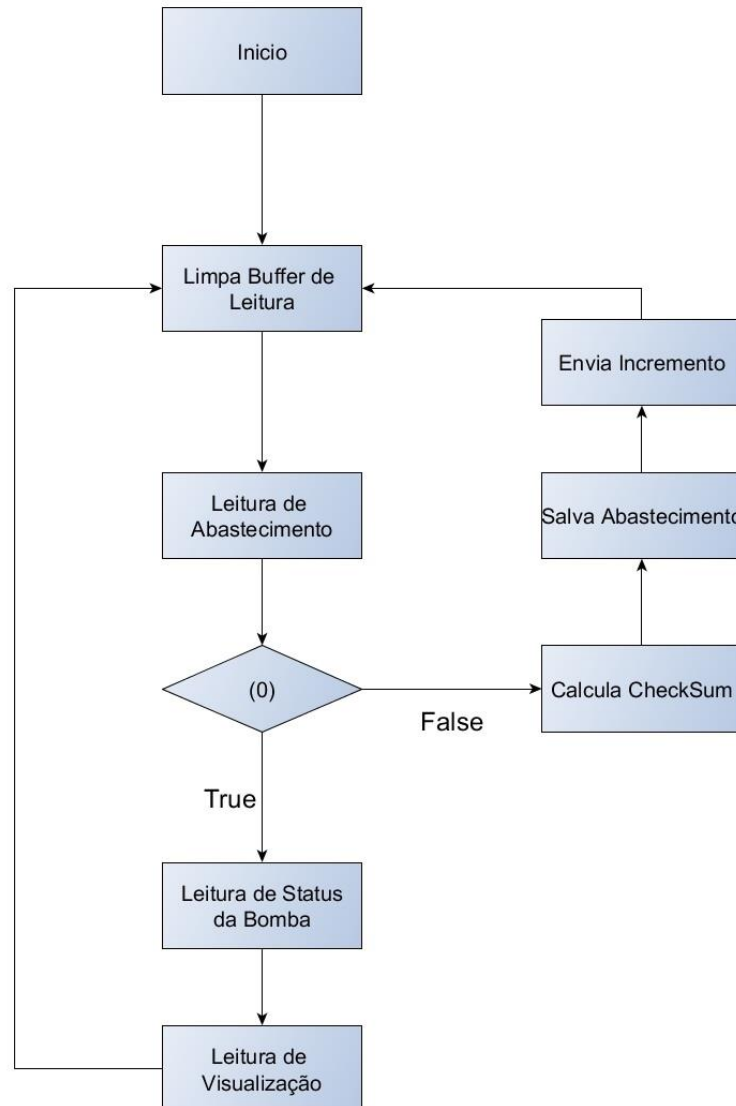 Inicio
Limpa Buffer de
Leitura
Envia Incremento
Leitura de
Abastecimento
Salva Abastecimento
(0)
False
Calcula CheckSum
True
Leitura de Status
da Bomba
Leitura de
Visualização